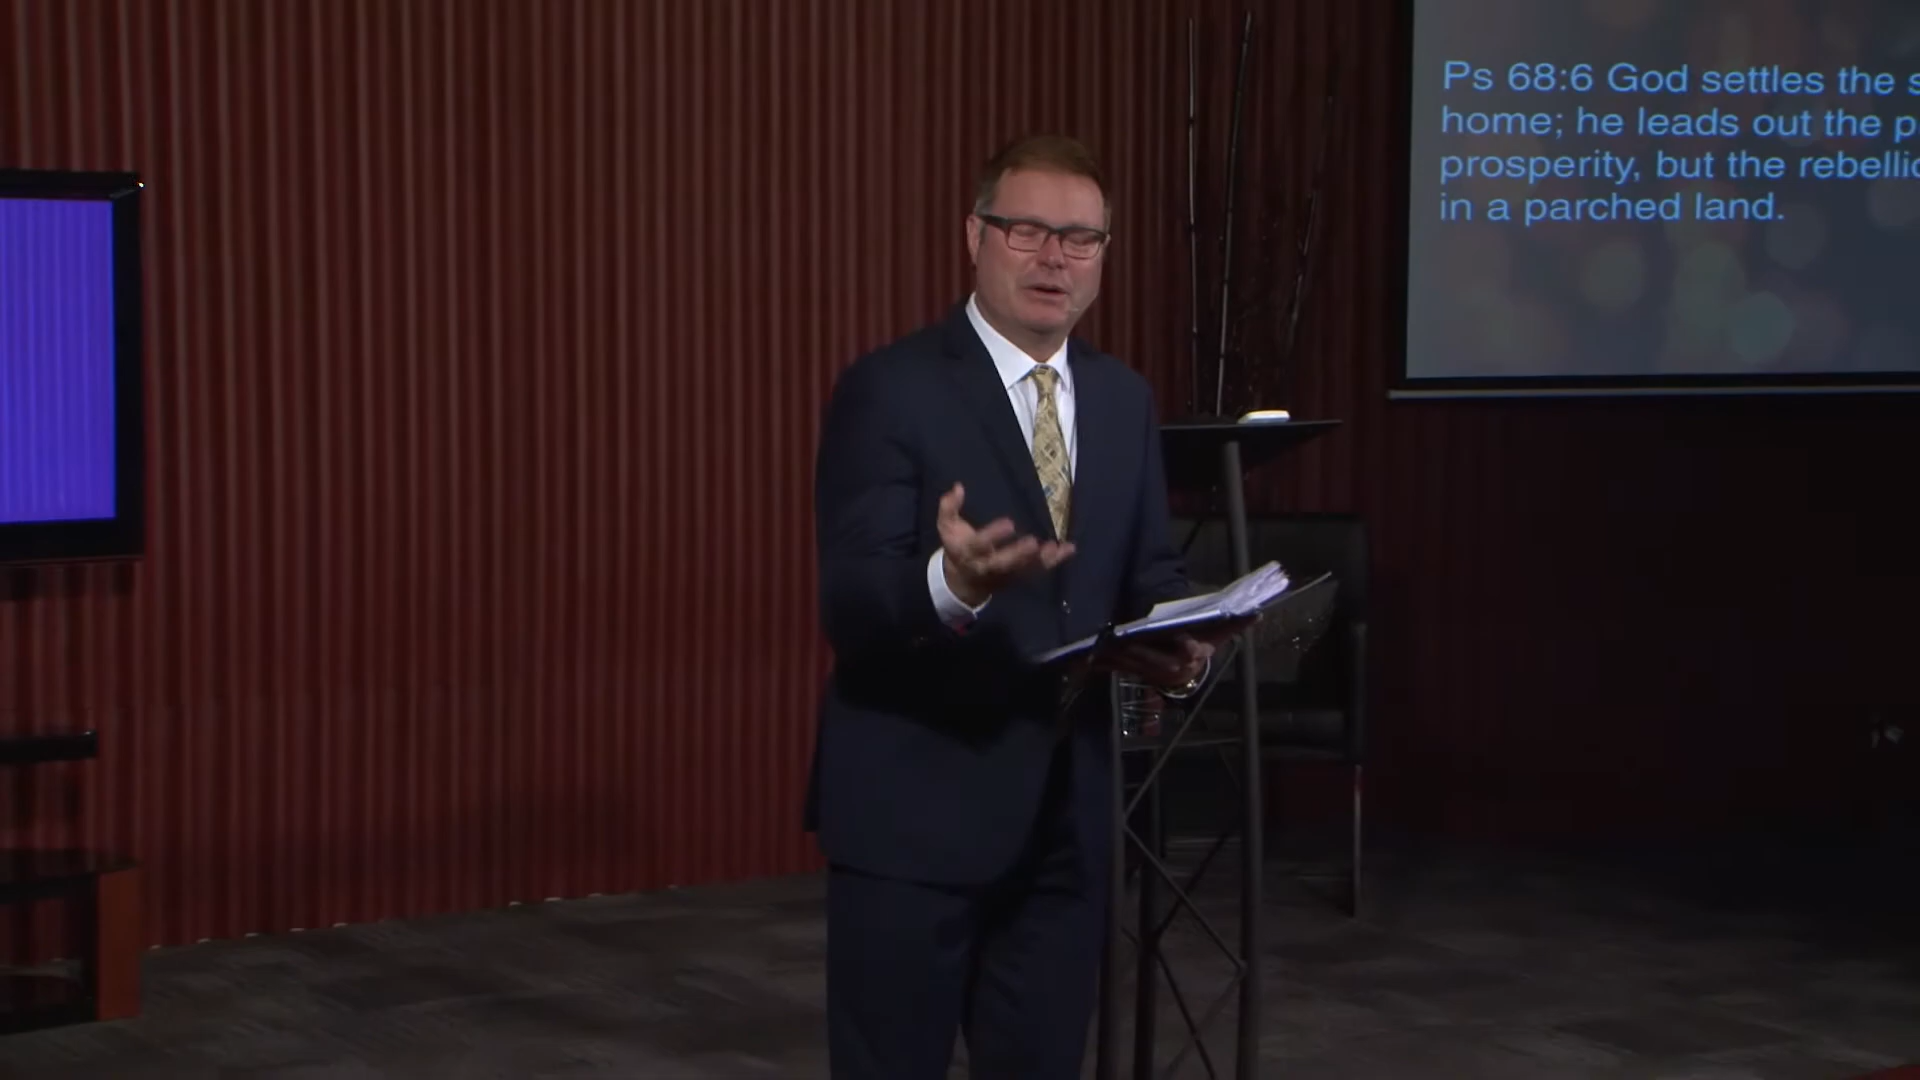 Ps 68:6 God settles the
home; he leads out the
prosperity, but the
in a parched land.